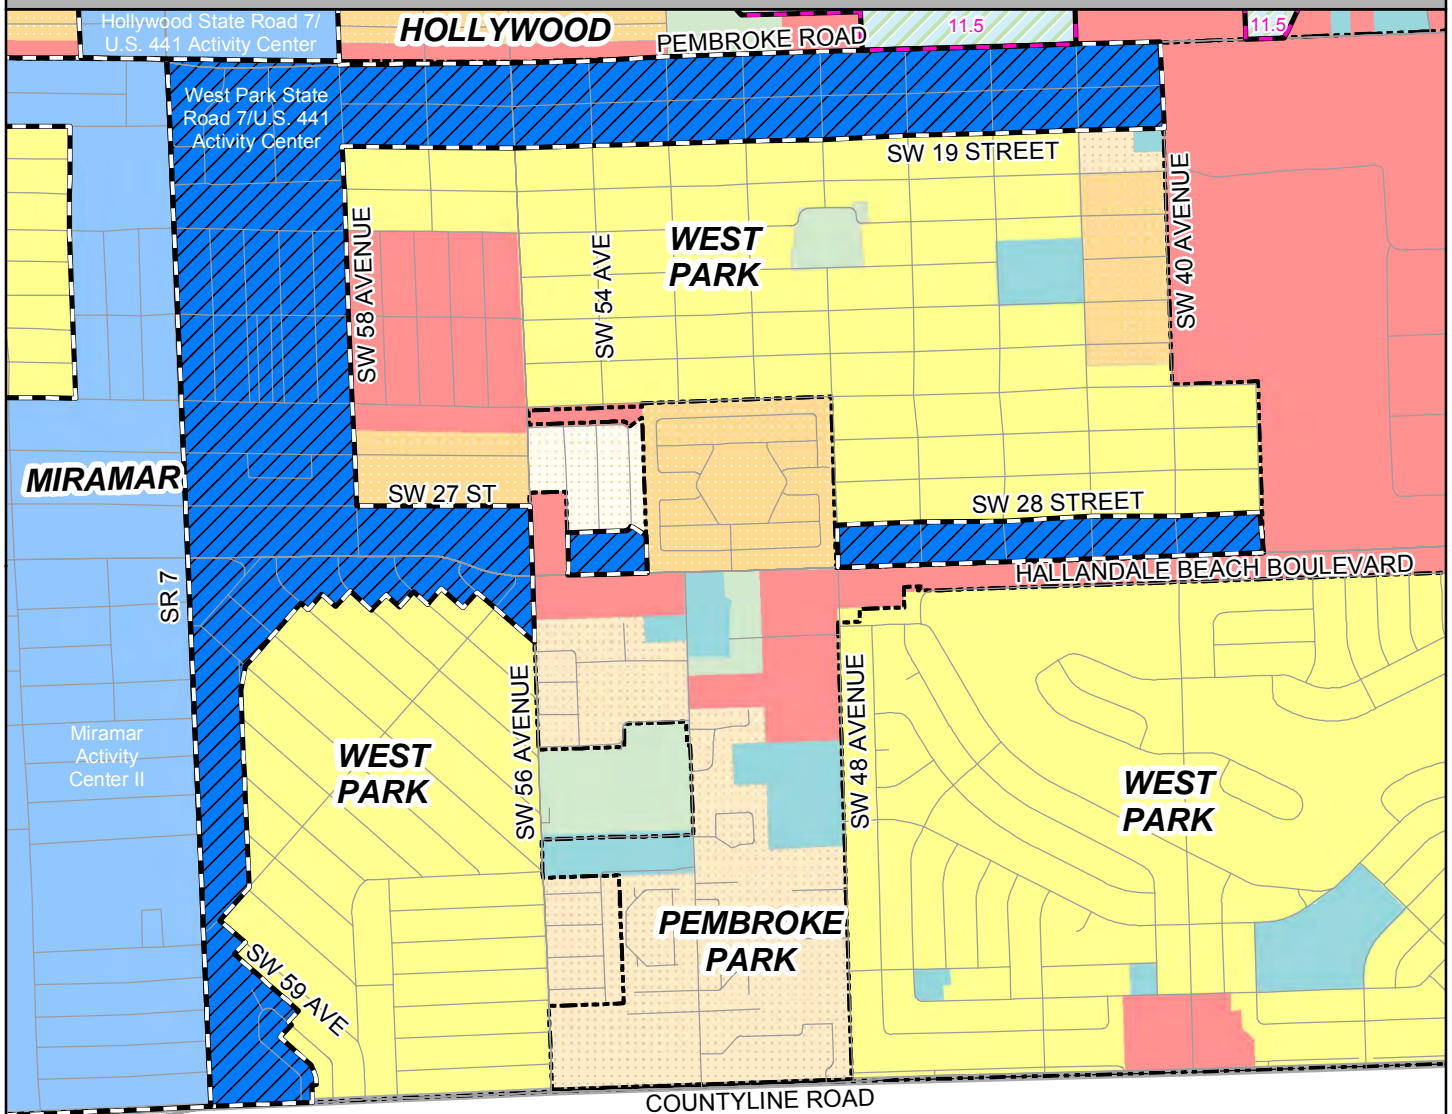 Hollywood State Road 7/
U.S. 441 Activity Center
HOLLYWOOD
PEMBROKE ROAD
11.5
11.5
West Park State
Road 7/U.S. 441
Activity Center
SW 19 STREET
SW 58 AVENUE
SW 54 AVE
WEST
PARK
SW 40 AVENUE
MIRAMAR
SW 27 ST
SW 28 STREET
HALLANDALE BEACH BOULEVARD
SR 7
Miramar
Activity
Center II
WEST
PARK
SW 56 AVENUE
SW 48 AVENUE
WEST
PARK
PEMBROKE
PARK
SW 59 AVE
COUNTYLINE ROAD